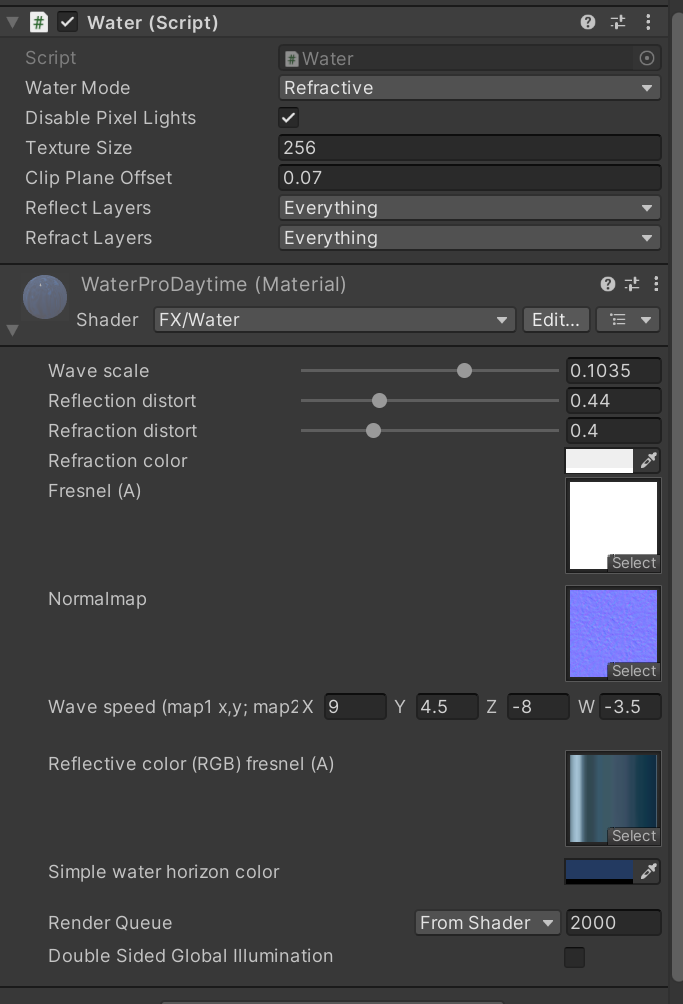 Water (Script)
Script Water
Water Mode Refractive
Disable Pixel Lights
Texture Size 256
Clip Plane Offset 0.07
Reflect Layers Everything
Refract Layers Everything
WaterProDaytime (Material)
Shader FX/Water Edit...
Wave scale 0.1035
Reflection distort 0.44
Refraction distort 0.4
Refraction color
Fresnel (A)
Select
Normalmap
Select
Wave speed (map1 x,y; map2 X 9 Y 4.5 Z -8 W -3.5
Reflective color (RGB) fresnel (A)
Select
Simple water horizon color
Render Queue From Shader 2000
Double Sided Global Illumination